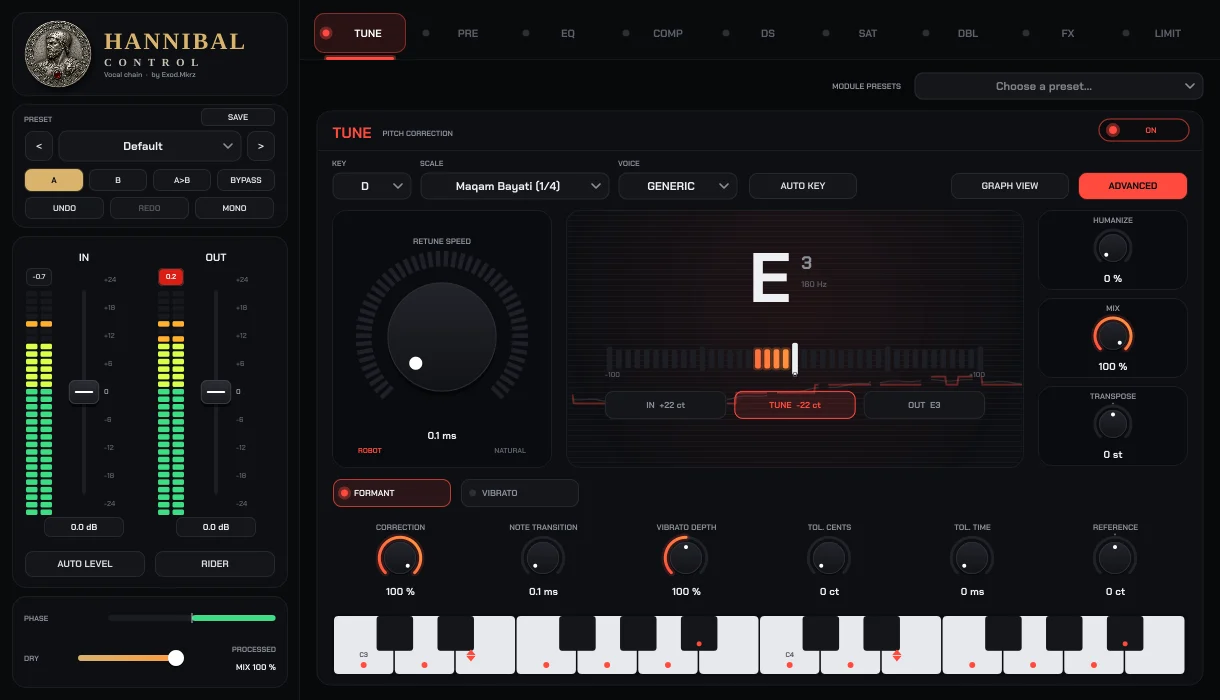 HANNIBAL
CONTROL
Vocal chain · by Exod.Mkrz
PRESET
SAVE
<
Default
>
A
B
A>B
BYPASS
UNDO
REDO
MONO
IN
OUT
-0.7
0.2
+24
+24
+18
+18
+12
+12
+6
+6
0
0
-6
-6
-12
-12
-18
-18
-24
-24
0.0 dB
0.0 dB
AUTO LEVEL
RIDER
PHASE
DRY
PROCESSED
MIX 100 %
TUNE
PRE
EQ
COMP
DS
SAT
DBL
FX
LIMIT
MODULE PRESETS
Choose a preset...
TUNE
PITCH CORRECTION
ON
KEY
SCALE
VOICE
D
Maqam Bayati (1/4)
GENERIC
AUTO KEY
GRAPH VIEW
ADVANCED
RETUNE SPEED
0.1 ms
ROBOT
NATURAL
E
3
160 Hz
-100
0
+100
IN +22 ct
TUNE -22 ct
OUT E3
HUMANIZE
0 %
MIX
100 %
TRANSPOSE
0 st
FORMANT
VIBRATO
CORRECTION
NOTE TRANSITION
VIBRATO DEPTH
TOL. CENTS
TOL. TIME
REFERENCE
100 %
0.1 ms
100 %
0 ct
0 ms
0 ct
C3
C4